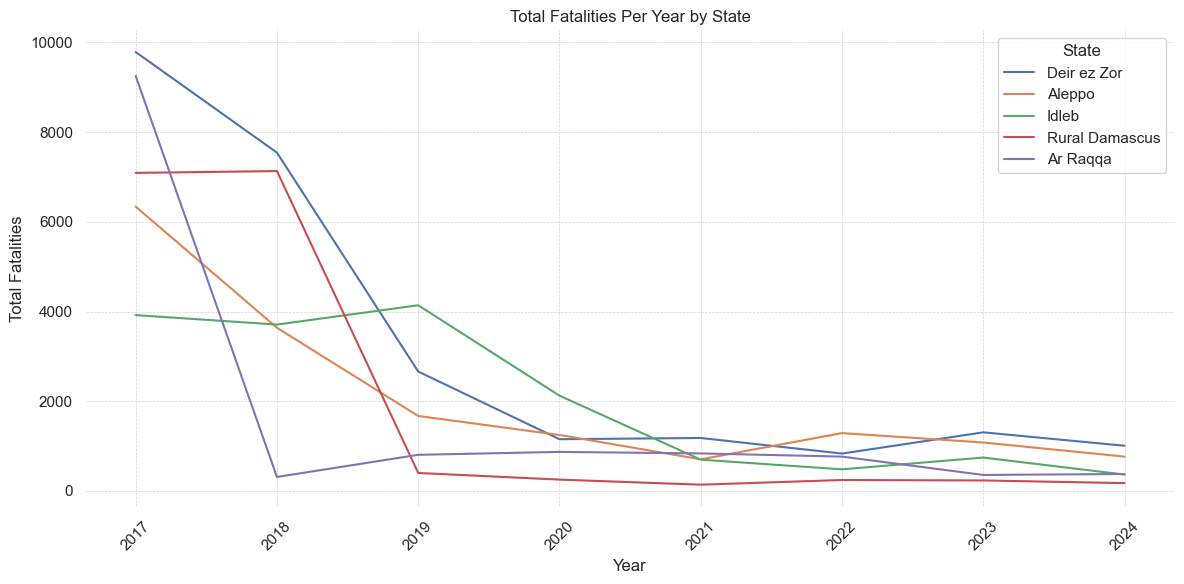 Total Fatalities Per Year by State
State
Deir ez Zor
Aleppo
Idleb
Rural Damascus
Ar Raqqa
Total Fatalities
10000
8000
6000
4000
2000
0
2017
2018
2019
2020
2021
2022
2023
2024
Year